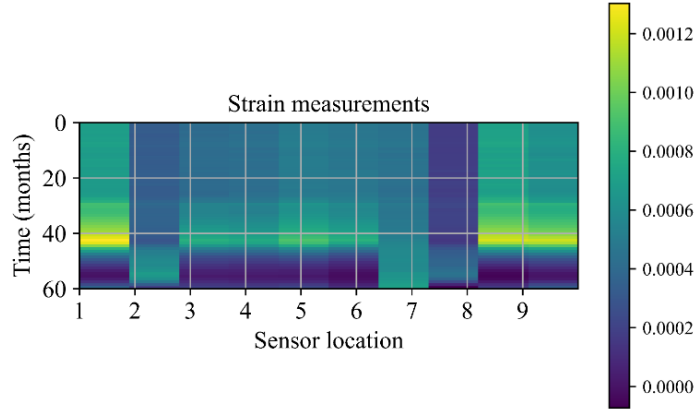 Strain measurements
Time (months)
0
20
40
60
1 2 3 4 5 6 7 8 9
Sensor location
0.0012
0.0010
0.0008
0.0006
0.0004
0.0002
0.0000